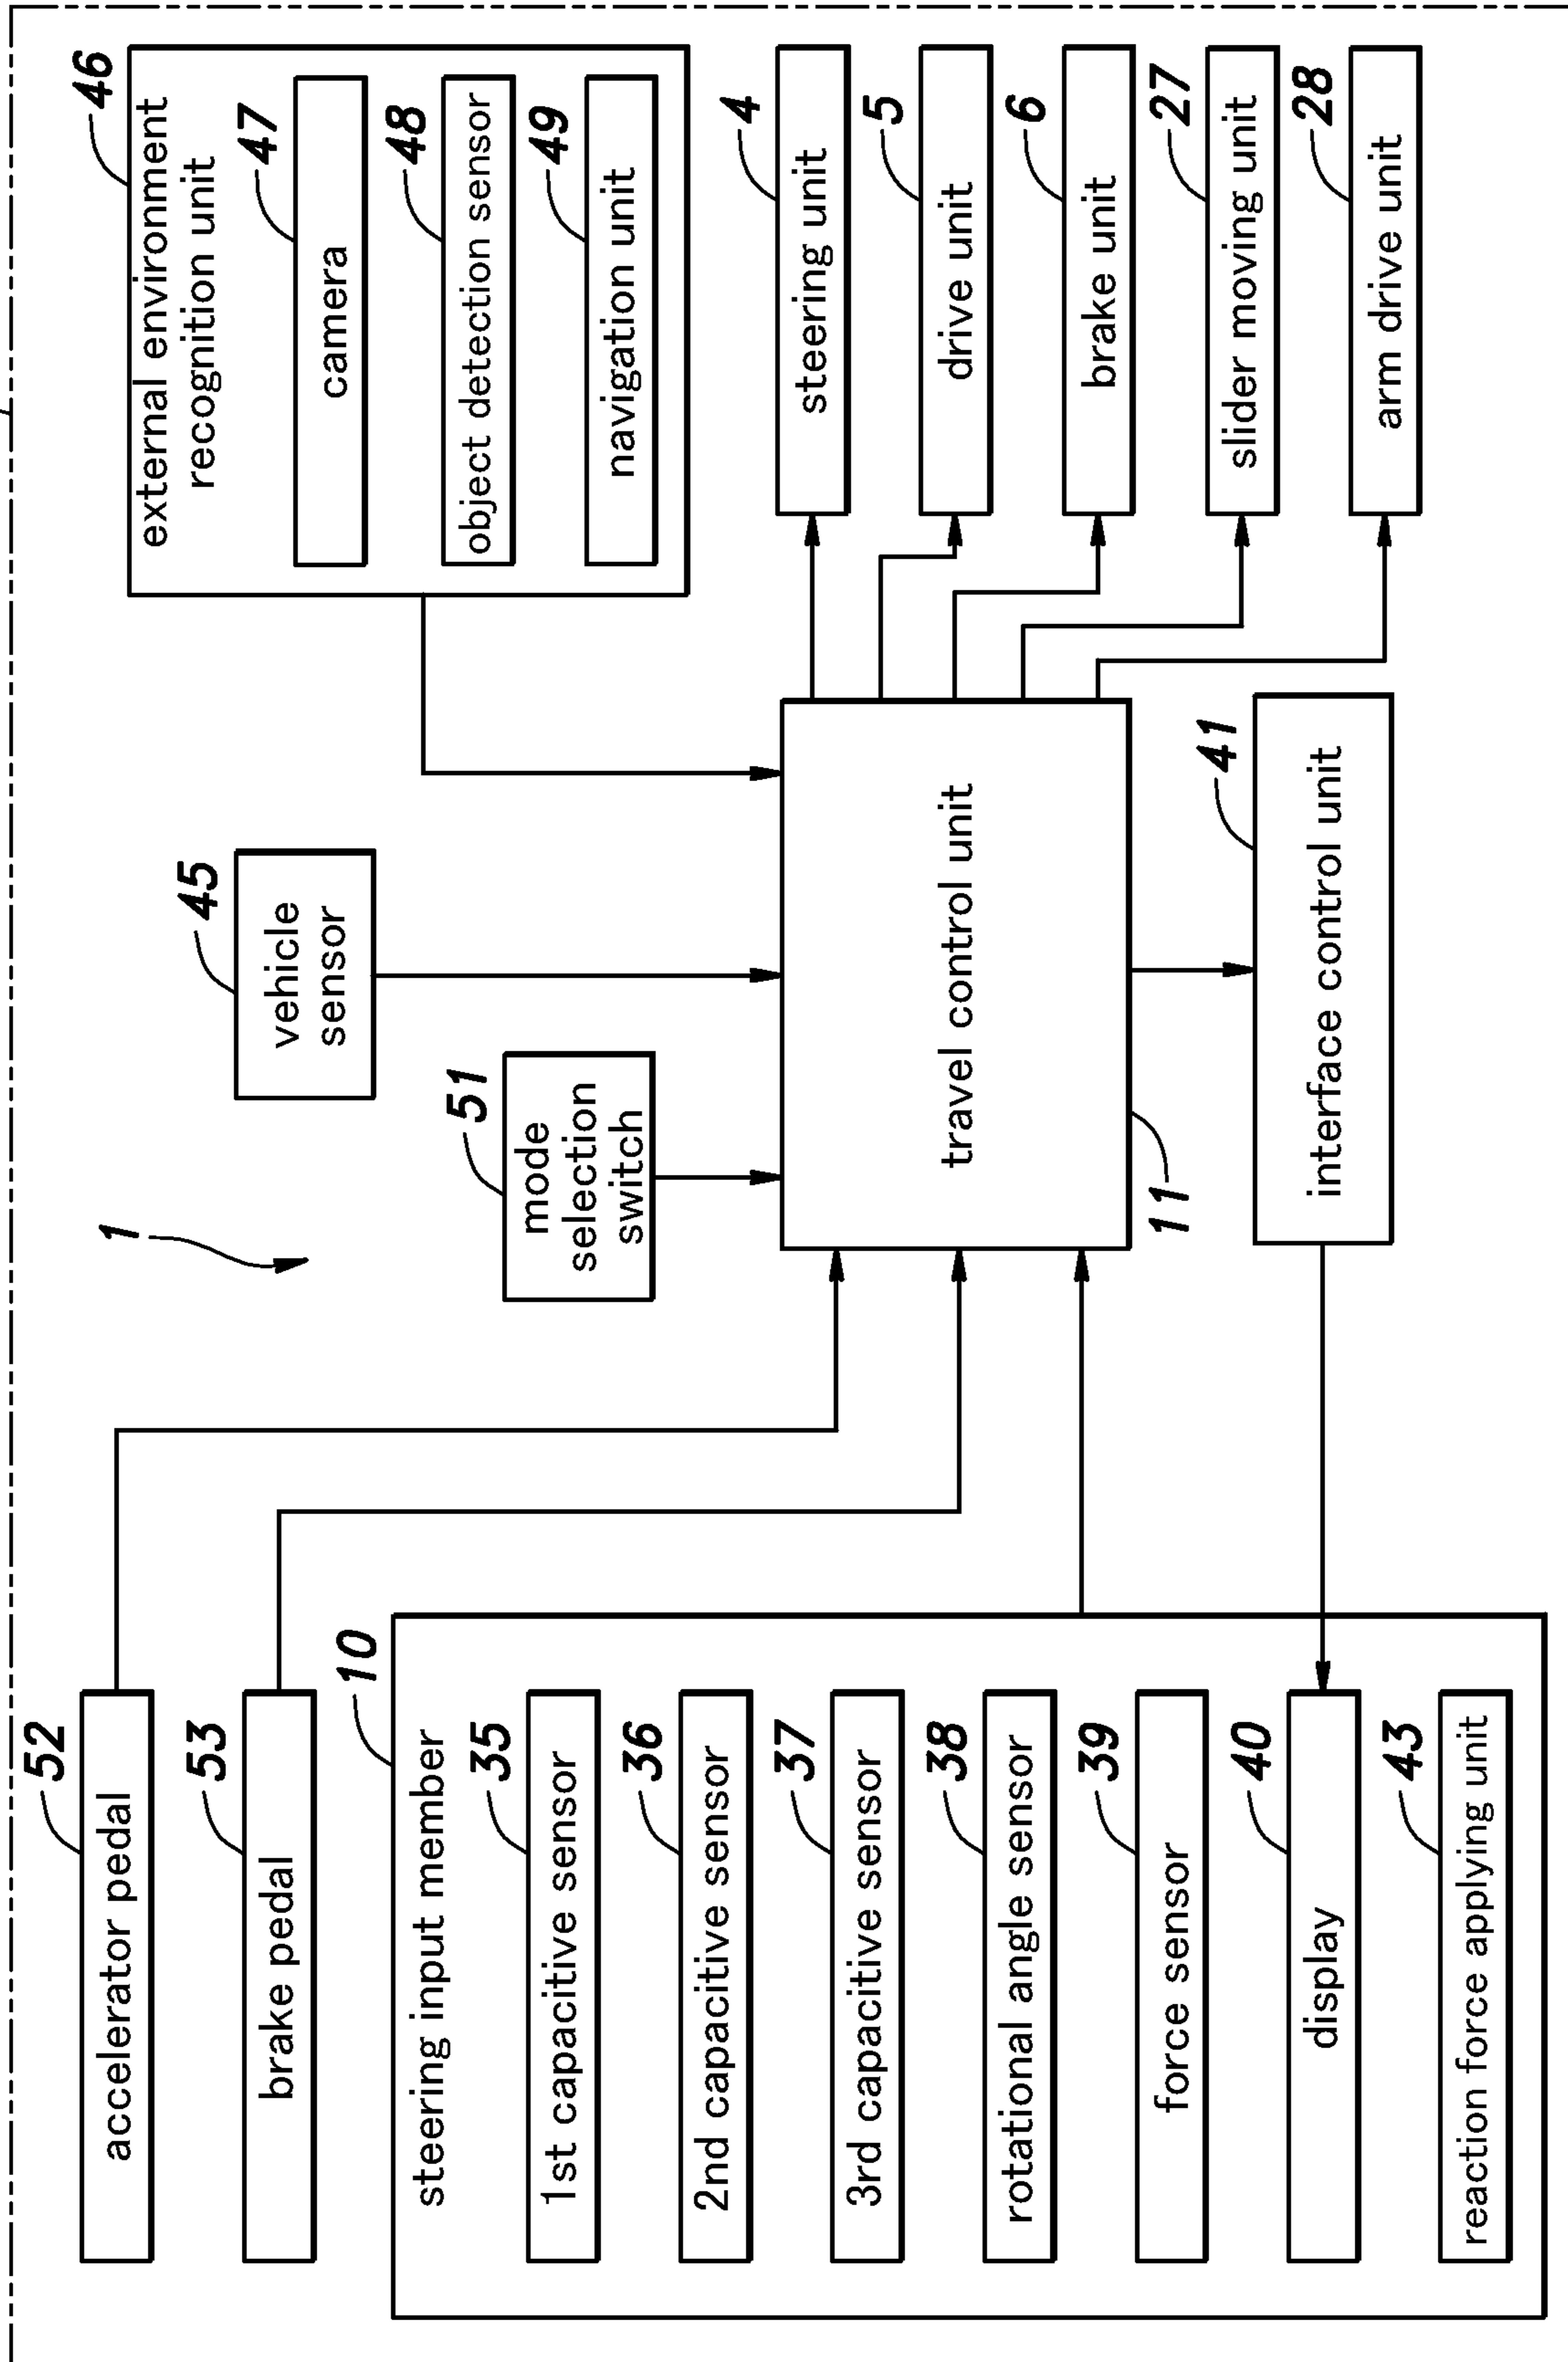 52
accelerator pedal
53
brake pedal
10
steering input member
35
1st capacitive sensor
36
2nd capacitive sensor
37
3rd capacitive sensor
38
rotational angle sensor
39
force sensor
40
display
43
reaction force applying unit
1
51
mode
selection
switch
45
vehicle
sensor
travel control unit
11
41
interface control unit
46
external environment
recognition unit
47
camera
48
object detection sensor
49
navigation unit
4
steering unit
5
drive unit
6
brake unit
27
slider moving unit
28
arm drive unit